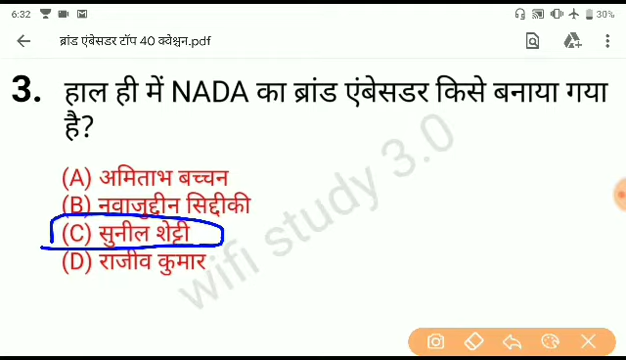 6:32
30%
ब्रांड एंबेसडर टॉप 40 क्वेश्चन.pdf
3. हाल ही में NADA का ब्रांड एंबेसडर किसे बनाया गया
है?
(A) अमिताभ बच्चन
(B) नवाजुद्दीन सिद्दीकी
(C) सुनील शेट्टी
(D) राजीव कुमार
wifi study 3.0